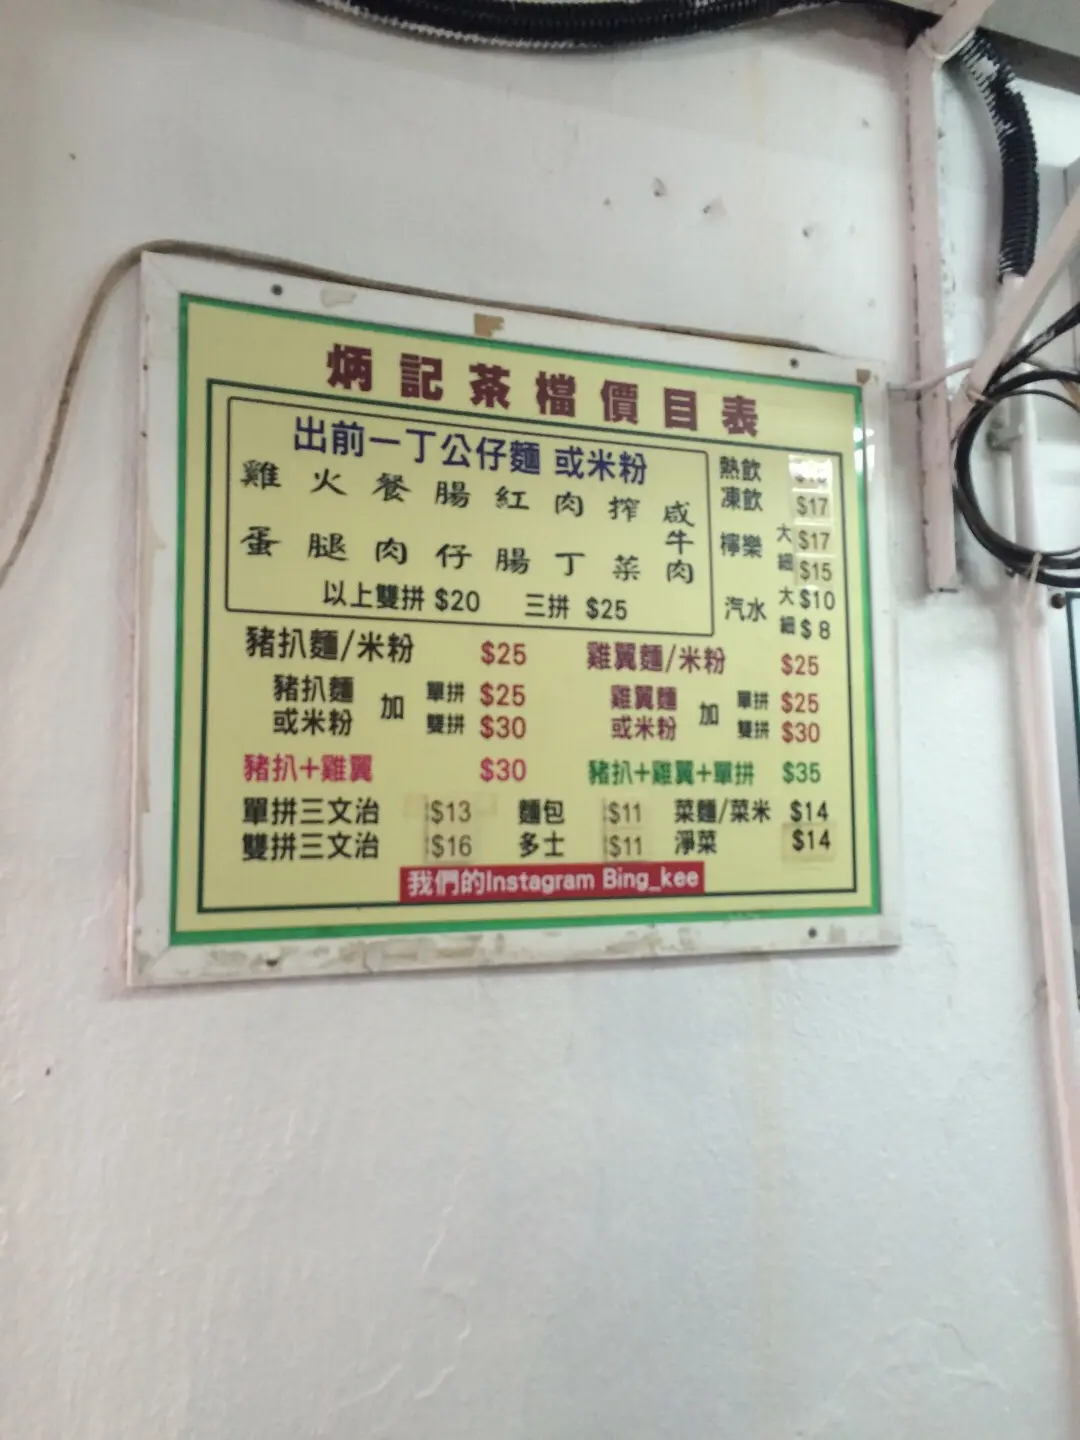 炳記茶檔價目表
出前一丁公仔麵 或米粉
雞蛋 火腿 餐肉 腸仔 紅腸 肉丁 搾菜 咸牛肉
以上雙拼 $20 三拼 $25
熱飲
凍飲 $17
檸樂 大 $17
細 $15
汽水 大 $10
細 $8
豬扒麵/米粉 $25
雞翼麵/米粉 $25
豬扒麵或米粉 加 單拼 $25
雙拼 $30
雞翼麵或米粉 加 單拼 $25
雙拼 $30
豬扒+雞翼 $30
豬扒+雞翼+單拼 $35
單拼三文治 $13 麵包 $11 菜麵/菜米 $14
雙拼三文治 $16 多士 $11 淨菜 $14
我們的Instagram Bing_kee